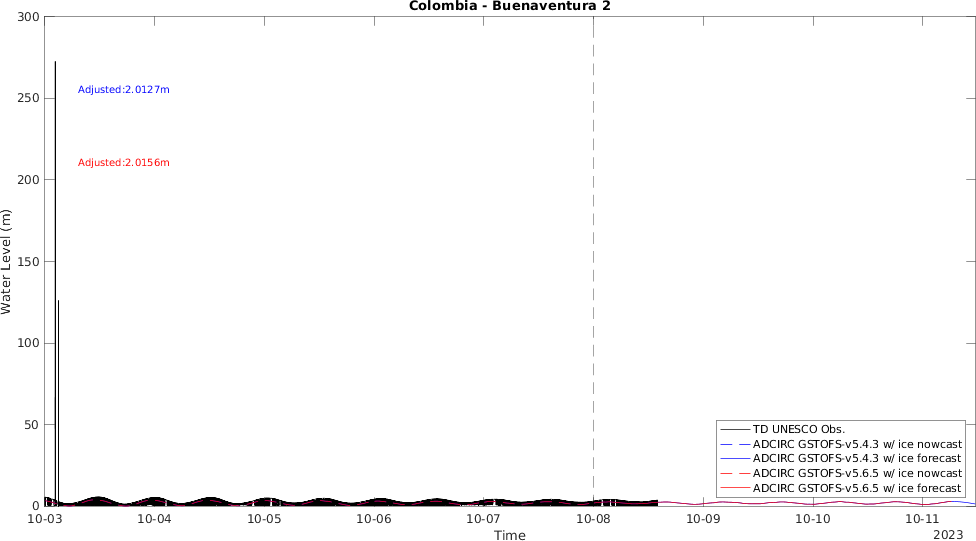 Colombia - Buenaventura 2
300
250
200
150
100
50
0
Water Level (m)
Adjusted:2.0127m
Adjusted:2.0156m
TD UNESCO Obs.
ADCIRC GSTOFS-v5.4.3 w/ ice nowcast
ADCIRC GSTOFS-v5.4.3 w/ ice forecast
ADCIRC GSTOFS-v5.6.5 w/ ice nowcast
ADCIRC GSTOFS-v5.6.5 w/ ice forecast
10-03 10-04 10-05 10-06 10-07 10-08 10-09 10-10 10-11
Time
2023